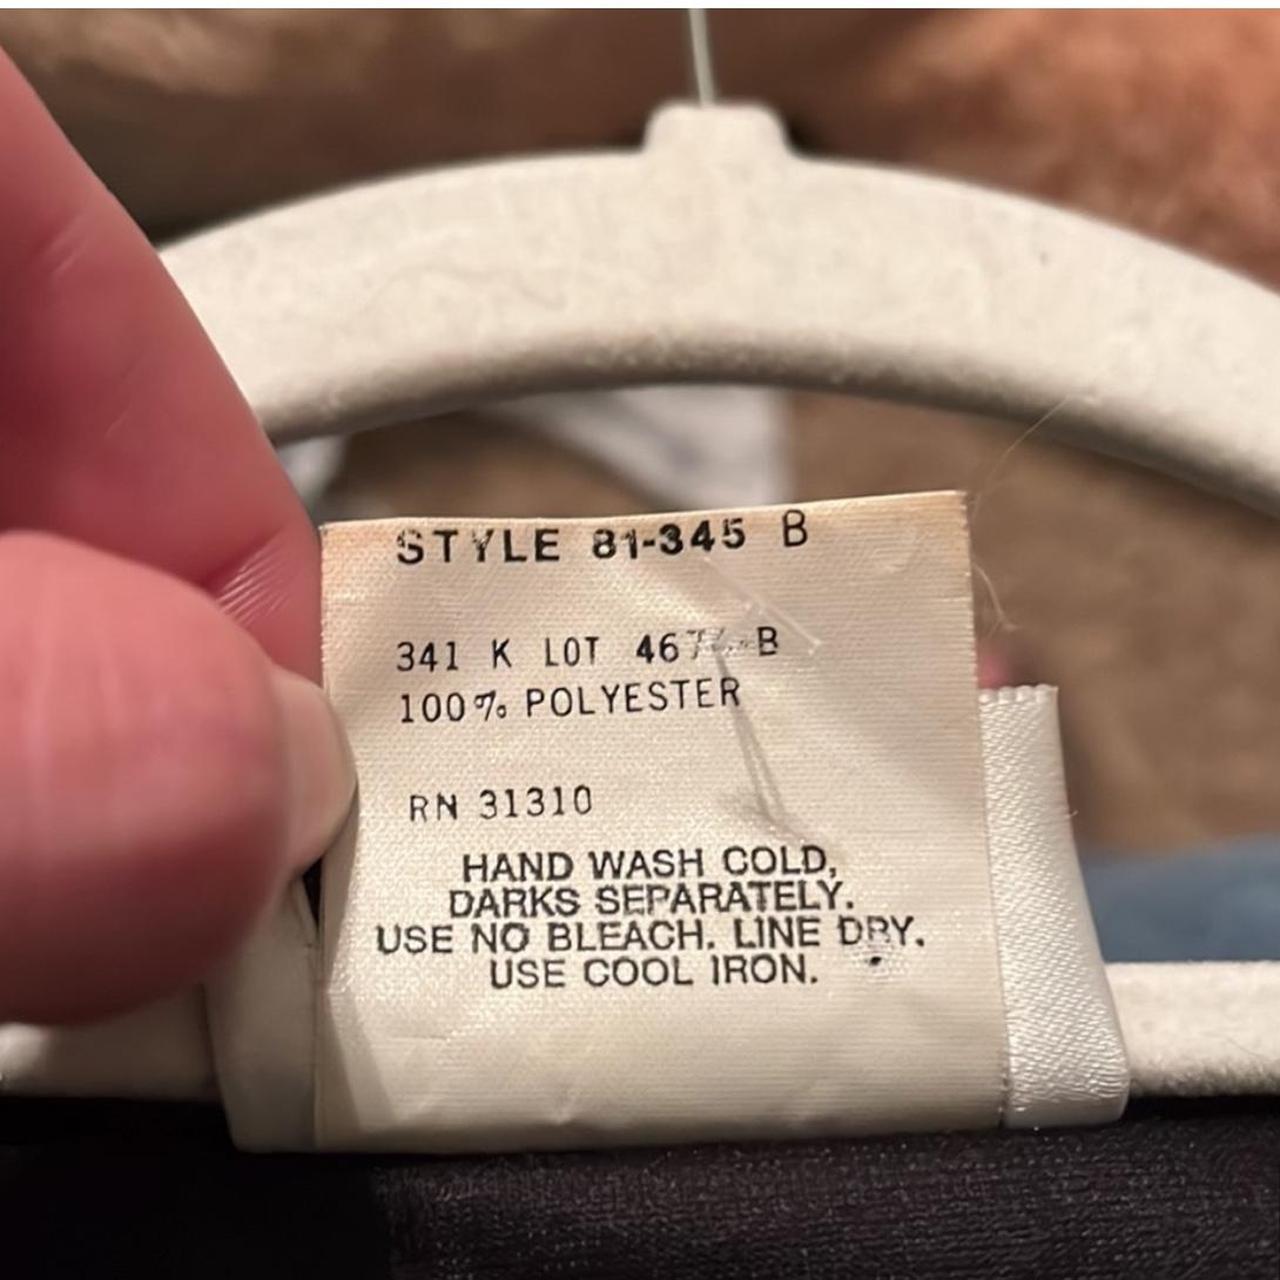 STYLE 81-345 B
341 K LOT
100% POLYESTER
RN 31310
HAND WASH COLD,
DARKS SEPARATELY.
USE NO BLEACH. LINE DRY.
USE COOL IRON.